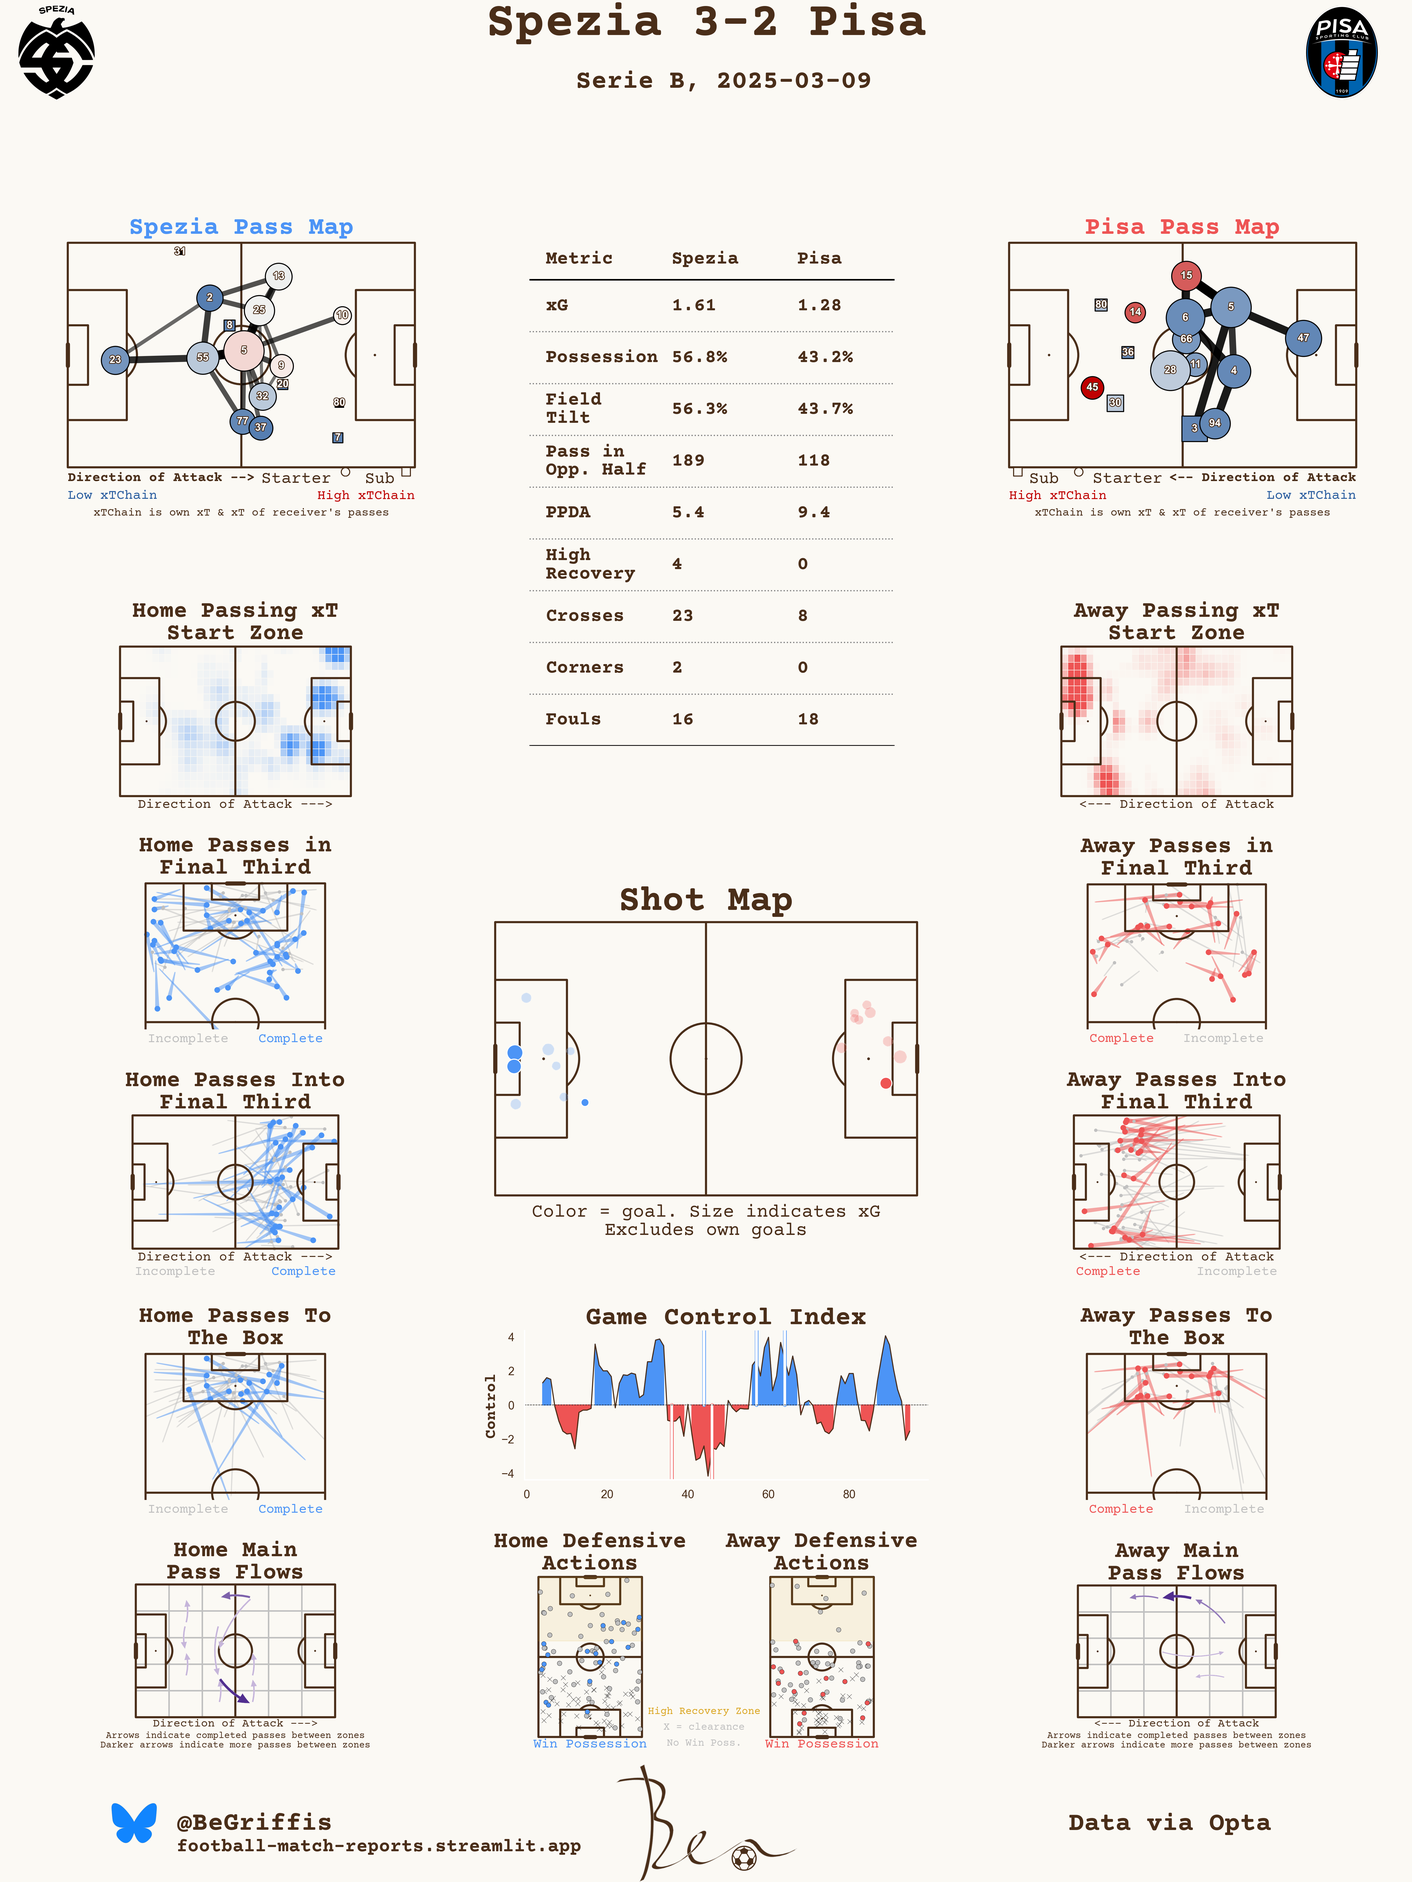 Spezia 3-2 Pisa
Serie B, 2025-03-09
SPEZIA
PISA
SPORTING CLUB
1909
Spezia Pass Map
31
13
2
25
10
8
5
23
55
9
20
32
80
77
37
7
Direction of Attack --> Starter Sub
Low xTChain High xTChain
xTChain is own xT & xT of receiver's passes
Metric Spezia Pisa
xG 1.61 1.28
Possession 56.8% 43.2%
Field
Tilt 56.3% 43.7%
Pass in
Opp. Half 189 118
PPDA 5.4 9.4
High
Recovery 4 0
Crosses 23 8
Corners 2 0
Fouls 16 18
Pisa Pass Map
15
80
14
6
5
66
47
36
11
28
4
45
30
3
94
Sub Starter <-- Direction of Attack
High xTChain Low xTChain
xTChain is own xT & xT of receiver's passes
Home Passing xT
Start Zone
Direction of Attack --->
Away Passing xT
Start Zone
<--- Direction of Attack
Home Passes in
Final Third
Incomplete Complete
Away Passes in
Final Third
Complete Incomplete
Shot Map
Color = goal. Size indicates xG
Excludes own goals
Home Passes Into
Final Third
Direction of Attack --->
Incomplete Complete
Away Passes Into
Final Third
<--- Direction of Attack
Complete Incomplete
Home Passes To
The Box
Incomplete Complete
Game Control Index
Control
4
2
0
−2
−4
0 20 40 60 80
Away Passes To
The Box
Complete Incomplete
Home Main
Pass Flows
Direction of Attack --->
Arrows indicate completed passes between zones
Darker arrows indicate more passes between zones
Home Defensive
Actions
Win Possession
Away Defensive
Actions
Win Possession
High Recovery Zone
X = clearance
No Win Poss.
Away Main
Pass Flows
<--- Direction of Attack
Arrows indicate completed passes between zones
Darker arrows indicate more passes between zones
@BeGriffis
football-match-reports.streamlit.app
Ben
Data via Opta